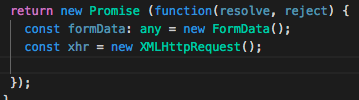 return new Promise (function(resolve, reject) {
const formData: any = new FormData();
const xhr = new XMLHttpRequest();
});
}